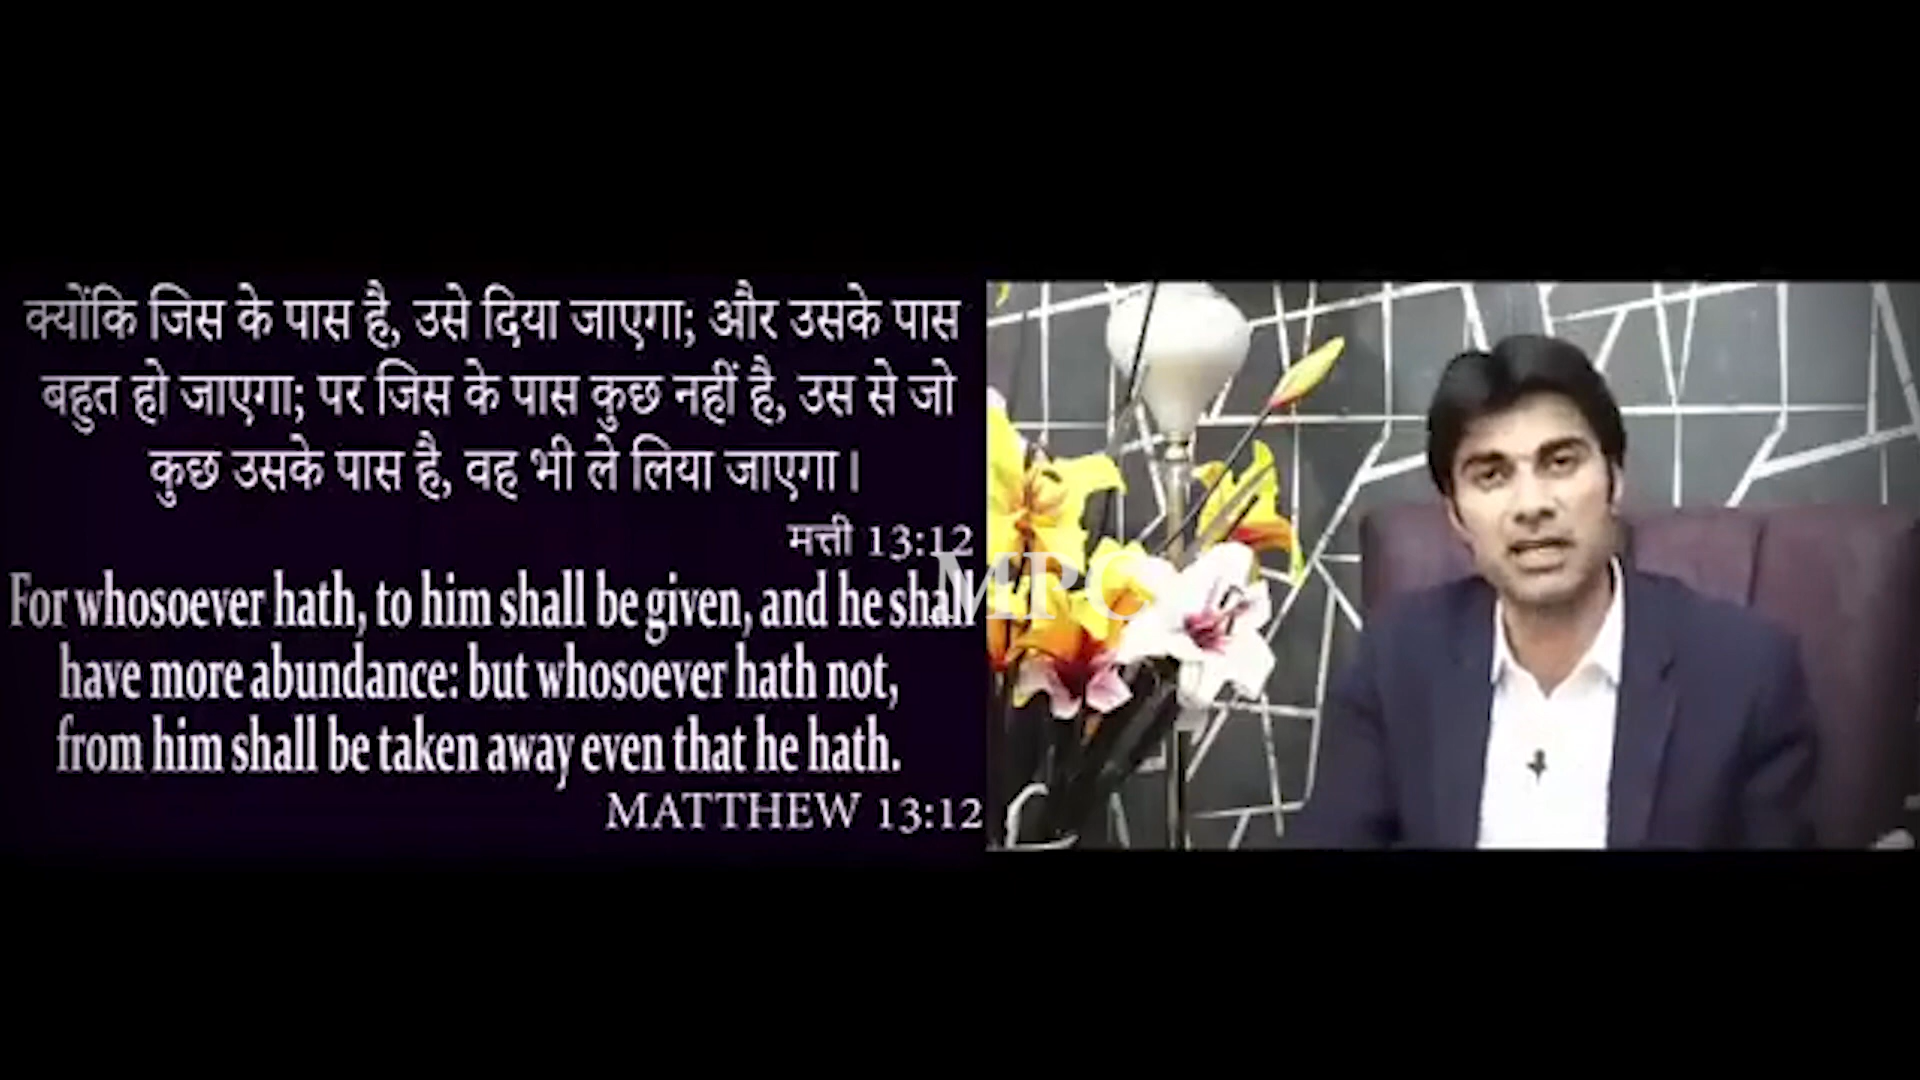 क्योंकि जिस के पास है, उसे दिया जाएगा; और उसके पास
बहुत हो जाएगा; पर जिस के पास कुछ नहीं है, उस से जो
कुछ उसके पास है, वह भी ले लिया जाएगा।
मत्ती 13:12
For whosoever hath, to him shall be given, and he shall
have more abundance: but whosoever hath not,
from him shall be taken away even that he hath.
MATTHEW 13:12
MPC